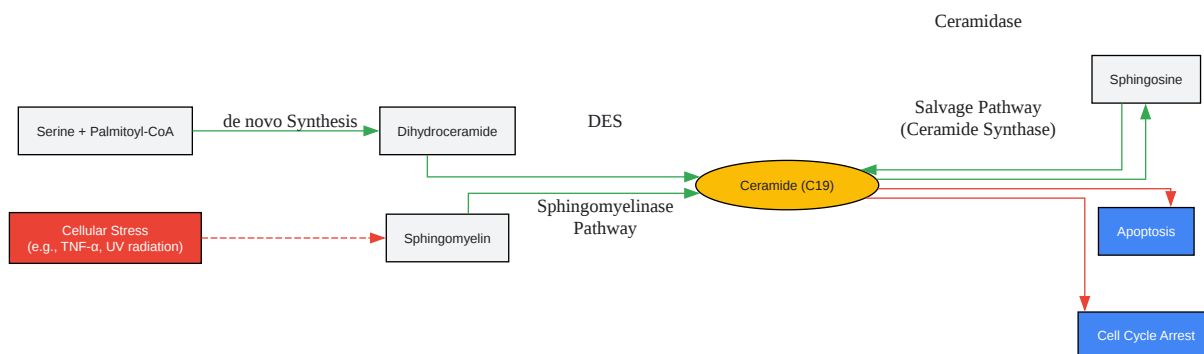 Ceramidase
Sphingosine
Serine + Palmitoyl-CoA
de novo Synthesis
Dihydroceramide
DES
Salvage Pathway
(Ceramide Synthase)
Ceramide (C19)
Cellular Stress
(e.g., TNF-α, UV radiation)
Sphingomyelin
Sphingomyelinase
Pathway
Apoptosis
Cell Cycle Arrest